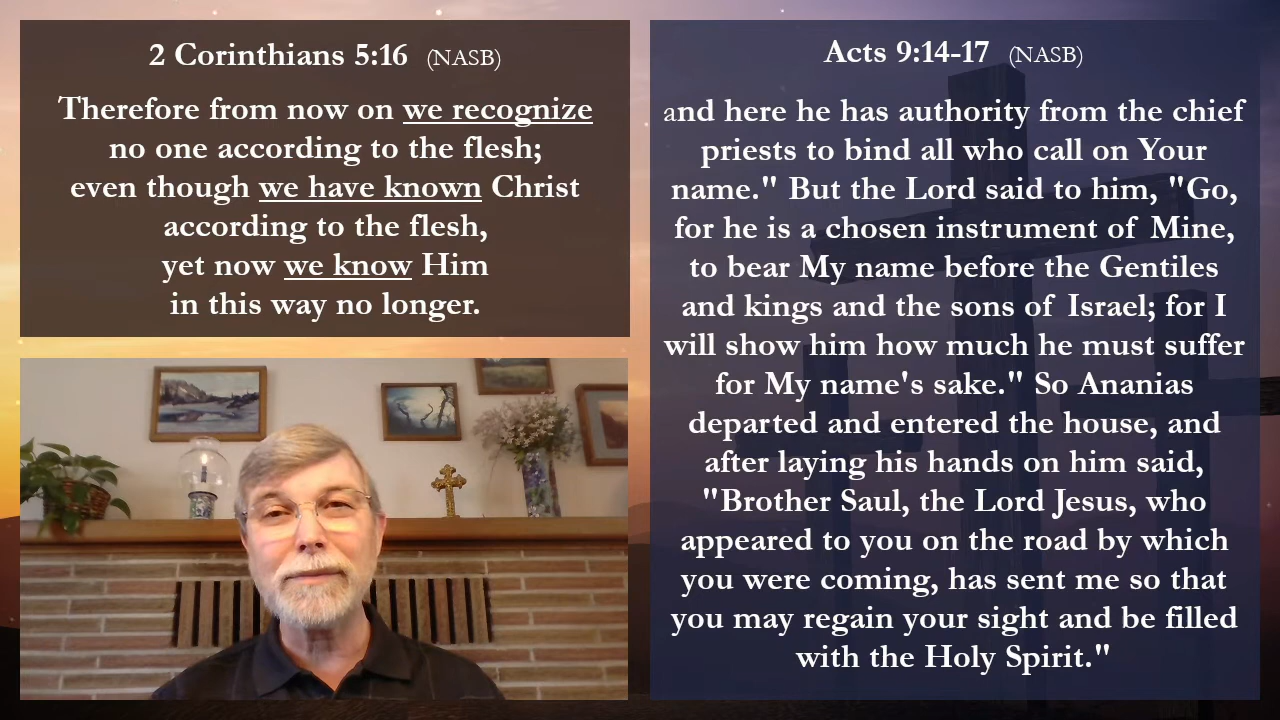 2 Corinthians 5:16 (NASB)
Therefore from now on we recognize
no one according to the flesh;
even though we have known Christ
according to the flesh,
yet now we know Him
in this way no longer.
Acts 9:14-17 (NASB)
and here he has authority from the chief
priests to bind all who call on Your
name." But the Lord said to him, "Go,
for he is a chosen instrument of Mine,
to bear My name before the Gentiles
and kings and the sons of Israel; for I
will show him how much he must suffer
for My name's sake." So Ananias
departed and entered the house, and
after laying his hands on him said,
"Brother Saul, the Lord Jesus, who
appeared to you on the road by which
you were coming, has sent me so that
you may regain your sight and be filled
with the Holy Spirit."